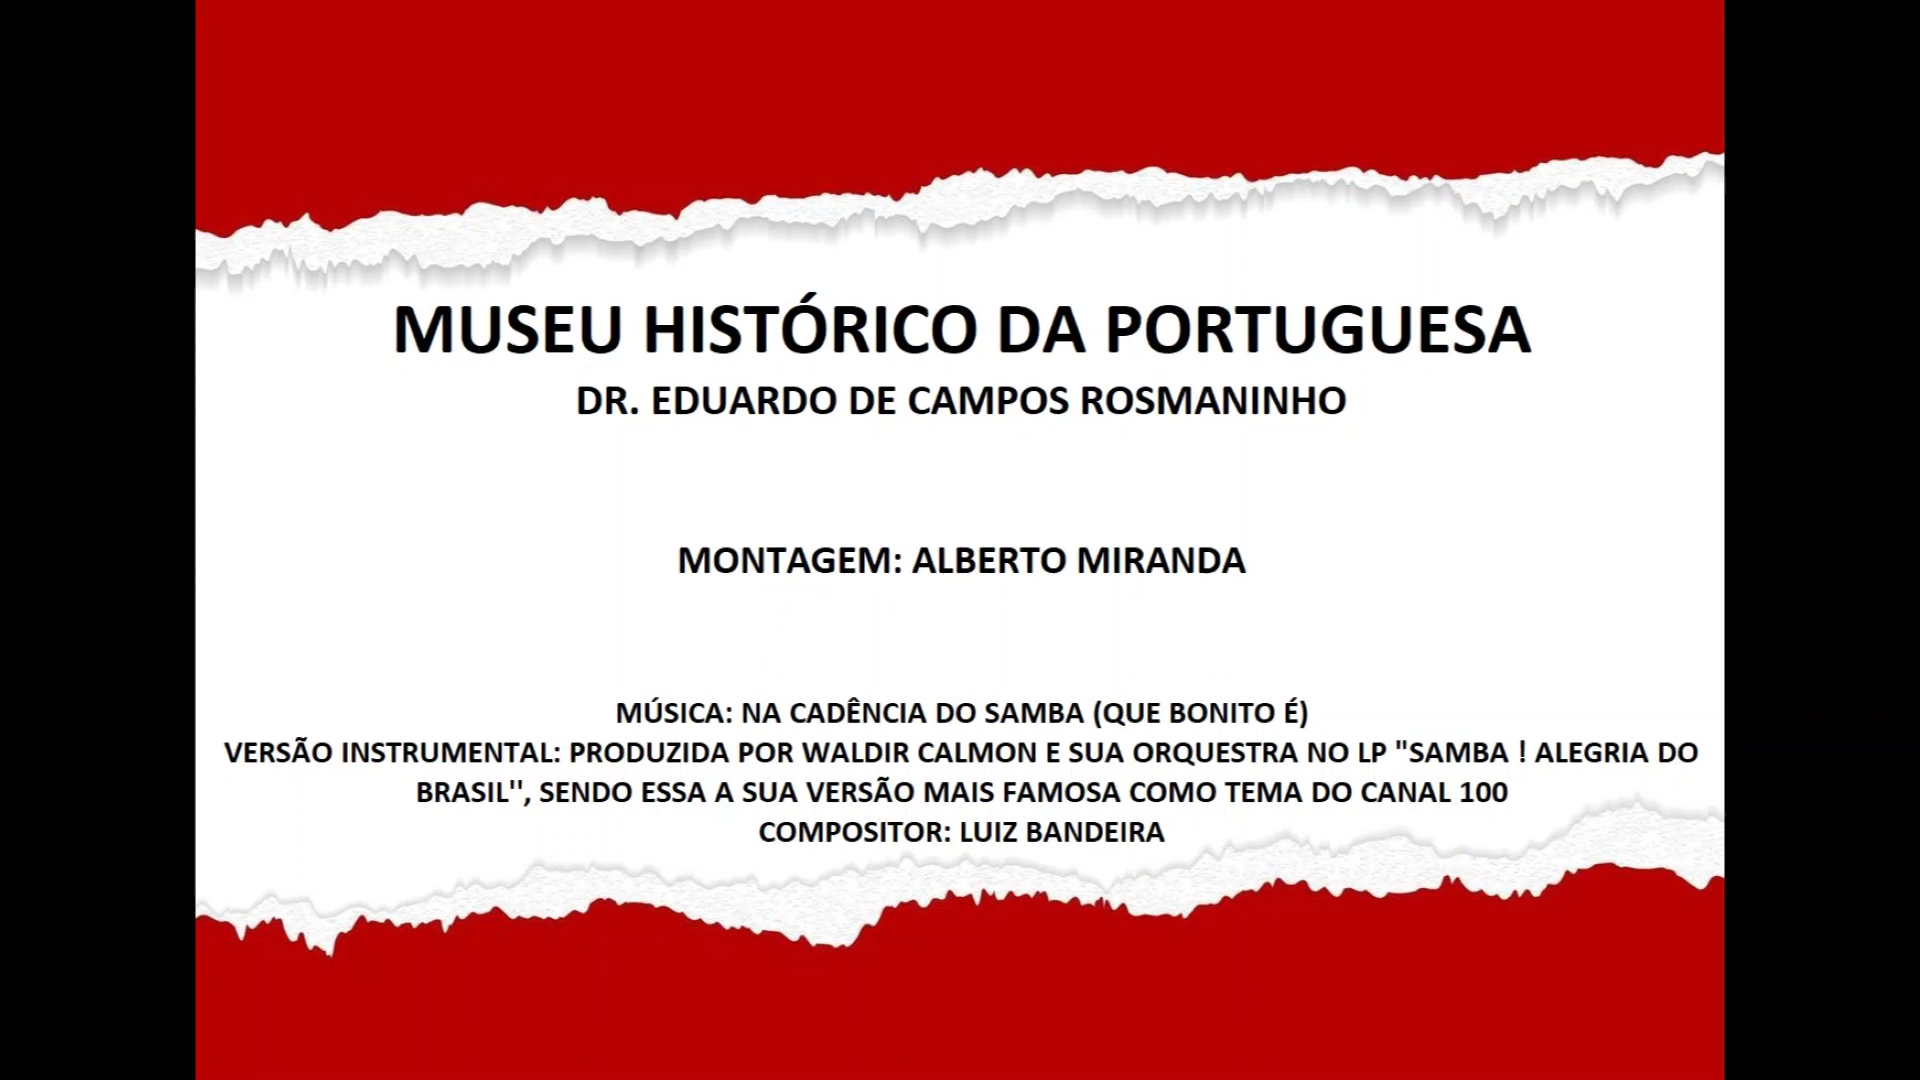 MUSEU HISTÓRICO DA PORTUGUESA
DR. EDUARDO DE CAMPOS ROSMANINHO
MONTAGEM: ALBERTO MIRANDA
MÚSICA: NA CADÊNCIA DO SAMBA (QUE BONITO É)
VERSÃO INSTRUMENTAL: PRODUZIDA POR WALDIR CALMON E SUA ORQUESTRA NO LP "SAMBA ! ALEGRIA DO
BRASIL'', SENDO ESSA A SUA VERSÃO MAIS FAMOSA COMO TEMA DO CANAL 100
COMPOSITOR: LUIZ BANDEIRA